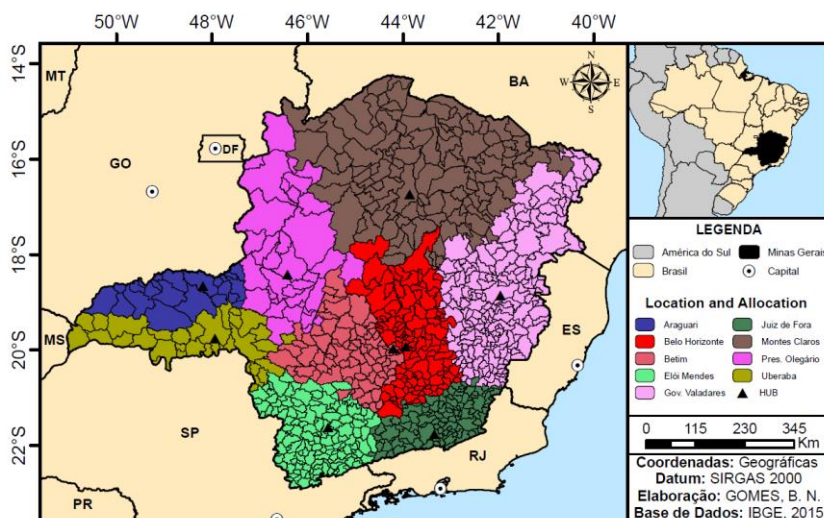 50°W 48°W 46°W 44°W 42°W 40°W
14°S
16°S
18°S
20°S
22°S
MT
BA
N
W E
S
DF
GO
MS
ES
SP
RJ
PR
LEGENDA
América do Sul Minas Gerais
Brasil Capital
Location and Allocation
Araguari Juiz de Fora
Belo Horizonte Montes Claros
Betim Pres. Olegário
Elói Mendes Uberaba
Gov. Valadares HUB
0 115 230 345
Km
Coordenadas: Geográficas
Datum: SIRGAS 2000
Elaboração: GOMES, B. N.
Base de Dados: IBGE, 2015